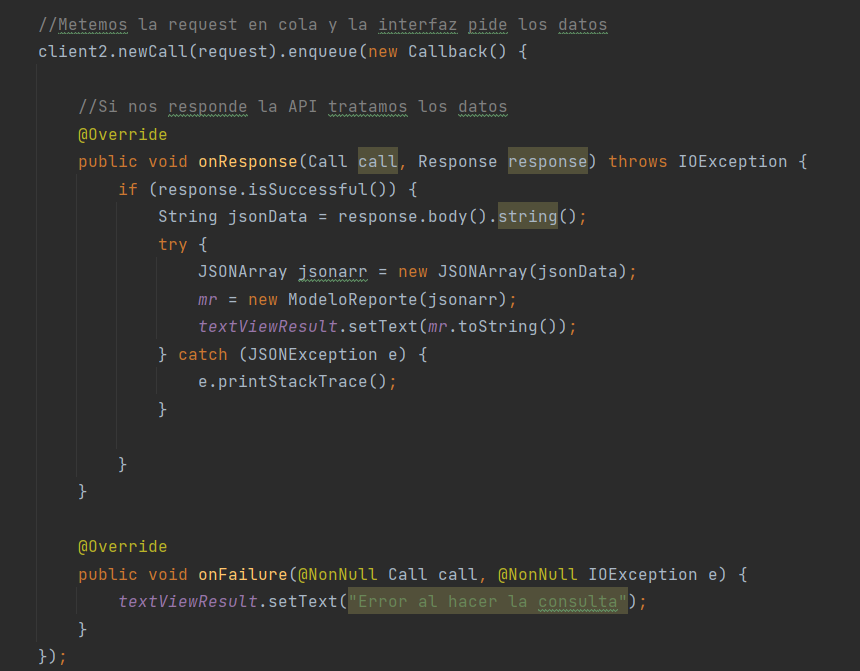 //Metemos la request en cola y la interfaz pide los datos
client2.newCall(request).enqueue(new Callback() {
//Si nos responde la API tratamos los datos
@Override
public void onResponse(Call call, Response response) throws IOException {
if (response.isSuccessful()) {
String jsonData = response.body().string();
try {
JSONArray jsonarr = new JSONArray(jsonData);
mr = new ModeloReporte(jsonarr);
textViewResult.setText(mr.toString());
} catch (JSONException e) {
e.printStackTrace();
}
}
}
@Override
public void onFailure(@NonNull Call call, @NonNull IOException e) {
textViewResult.setText("Error al hacer la consulta");
}
});